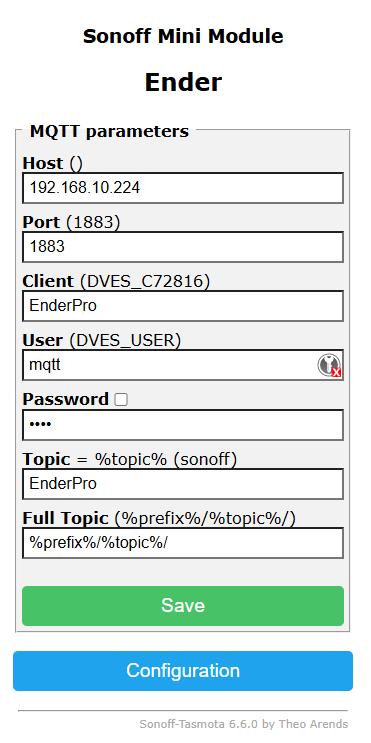 Sonoff Mini Module
Ender
MQTT parameters
Host ()
192.168.10.224
Port (1883)
1883
Client (DVES_C72816)
EnderPro
User (DVES_USER)
mqtt
Password
••••
Topic = %topic% (sonoff)
EnderPro
Full Topic (%prefix%/%topic%/)
%prefix%/%topic%/
Save
Configuration
Sonoff-Tasmota 6.6.0 by Theo Arends